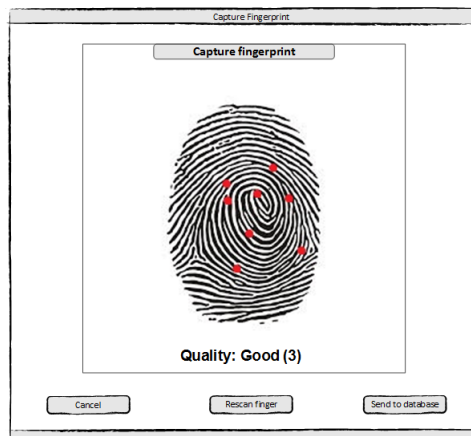 Capture Fingerprint
Capture fingerprint
Quality: Good (3)
Cancel
Rescan finger
Send to database